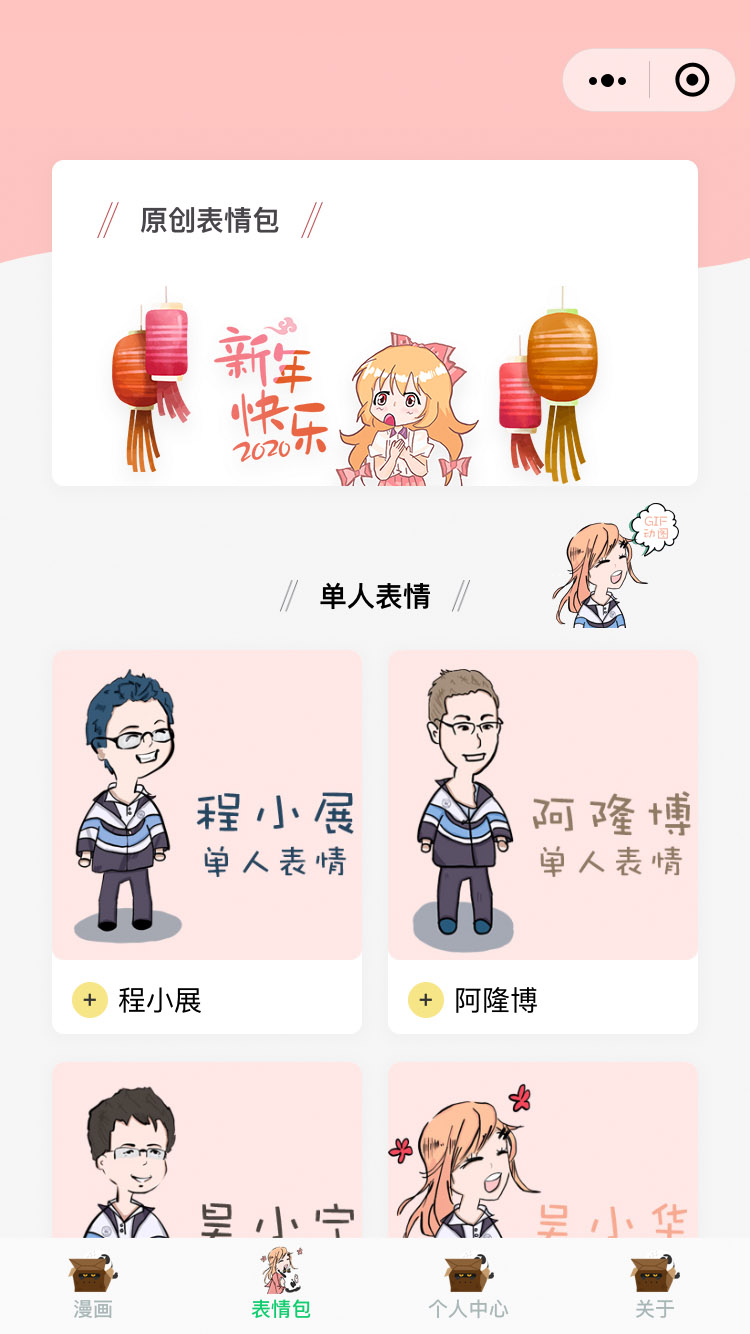 原创表情包
新年
快乐
2020
GIF
动图
单人表情
程小展
单人表情
阿隆博
单人表情
+ 程小展
+ 阿隆博
吴小宁
吴小华
漫画
表情包
个人中心
关于